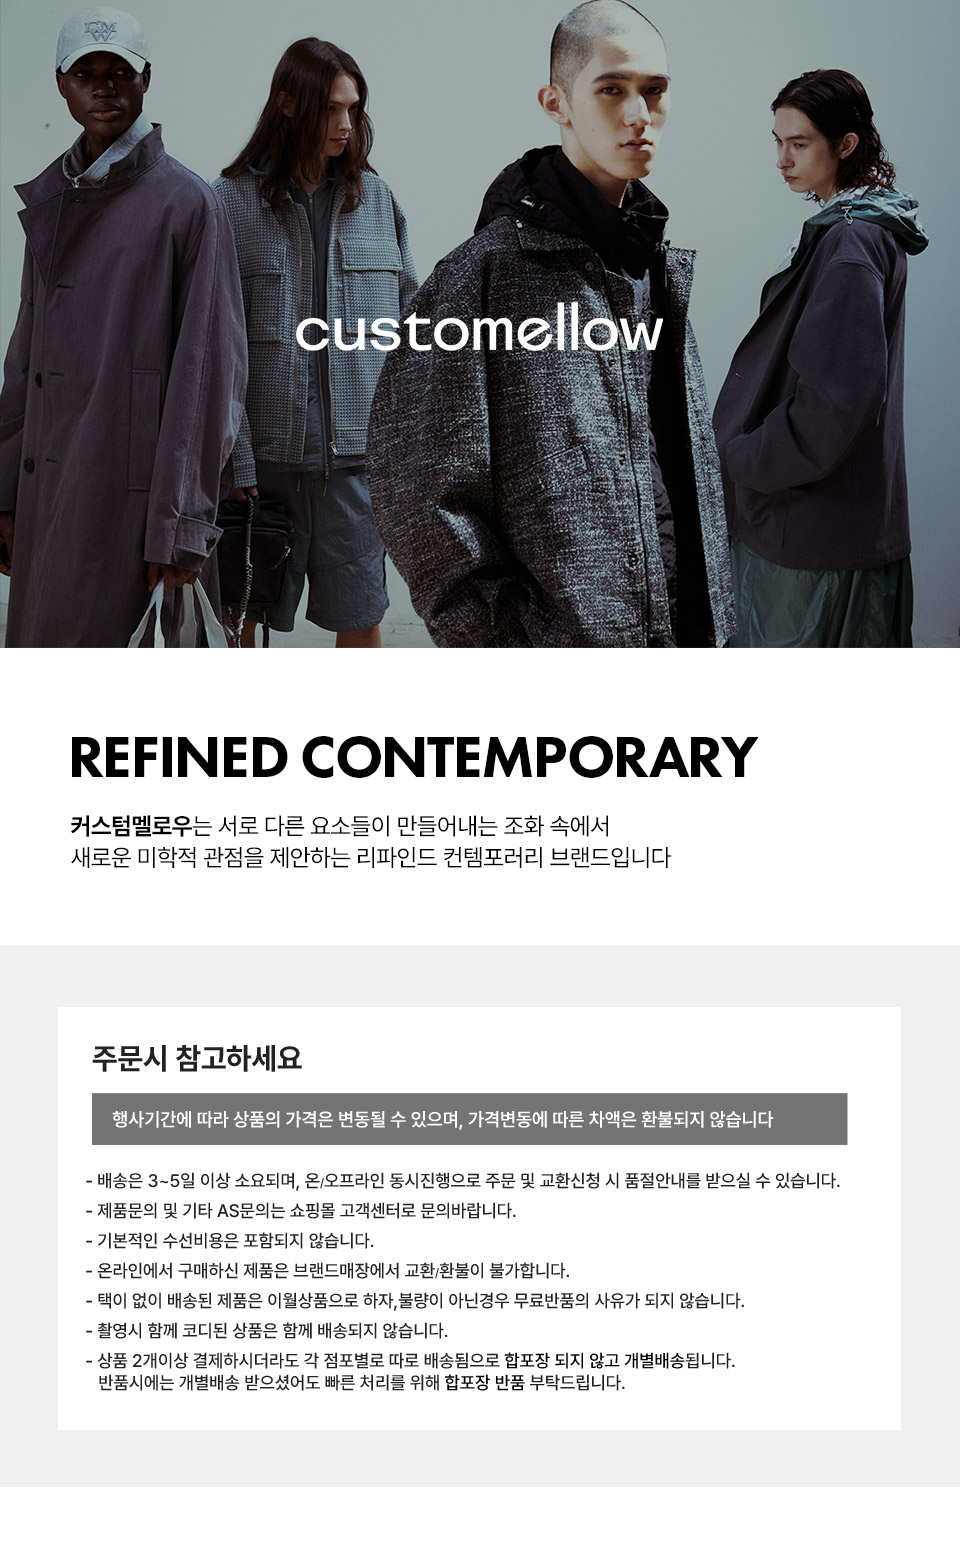 customellow
REFINED CONTEMPORARY
커스텀멜로우는 서로 다른 요소들이 만들어내는 조화 속에서
새로운 미학적 관점을 제안하는 리파인드 컨템포러리 브랜드입니다
주문시 참고하세요
행사기간에 따라 상품의 가격은 변동될 수 있으며, 가격변동에 따른 차액은 환불되지 않습니다
- 배송은 3~5일 이상 소요되며, 온/오프라인 동시진행으로 주문 및 교환신청 시 품절안내를 받으실 수 있습니다.
- 제품문의 및 기타 AS문의는 쇼핑몰 고객센터로 문의바랍니다.
- 기본적인 수선비용은 포함되지 않습니다.
- 온라인에서 구매하신 제품은 브랜드매장에서 교환/환불이 불가합니다.
- 택이 없이 배송된 제품은 이월상품으로 하자,불량이 아닌경우 무료반품의 사유가 되지 않습니다.
- 촬영시 함께 코디된 상품은 함께 배송되지 않습니다.
- 상품 2개이상 결제하시더라도 각 점포별로 따로 배송됨으로 합포장 되지 않고 개별배송됩니다.
반품시에는 개별배송 받으셨어도 빠른 처리를 위해 합포장 반품 부탁드립니다.